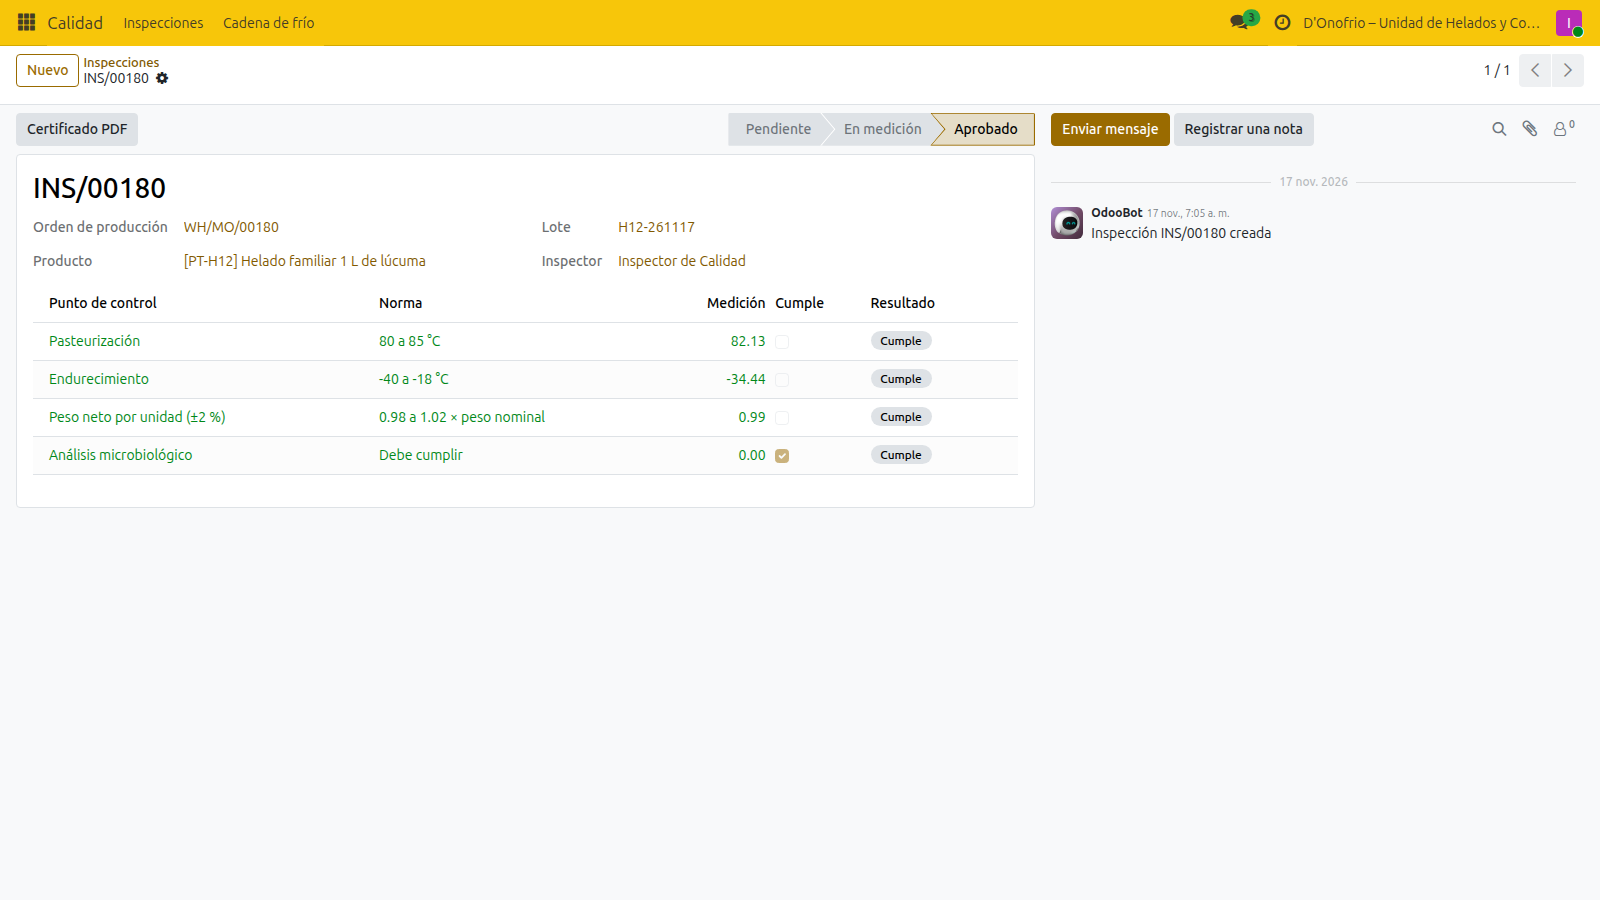 Calidad Inspecciones Cadena de frío 3 D'Onofrio – Unidad de Helados y Co... I
Nuevo Inspecciones
INS/00180 1 / 1
Certificado PDF Pendiente En medición Aprobado Enviar mensaje Registrar una nota 0
INS/00180
17 nov. 2026
Orden de producción WH/MO/00180 Lote H12-261117
OdooBot 17 nov., 7:05 a. m.
Inspección INS/00180 creada
Producto [PT-H12] Helado familiar 1 L de lúcuma Inspector Inspector de Calidad
Punto de control Norma Medición Cumple Resultado
Pasteurización 80 a 85 °C 82.13 Cumple
Endurecimiento -40 a -18 °C -34.44 Cumple
Peso neto por unidad (±2 %) 0.98 a 1.02 × peso nominal 0.99 Cumple
Análisis microbiológico Debe cumplir 0.00 Cumple